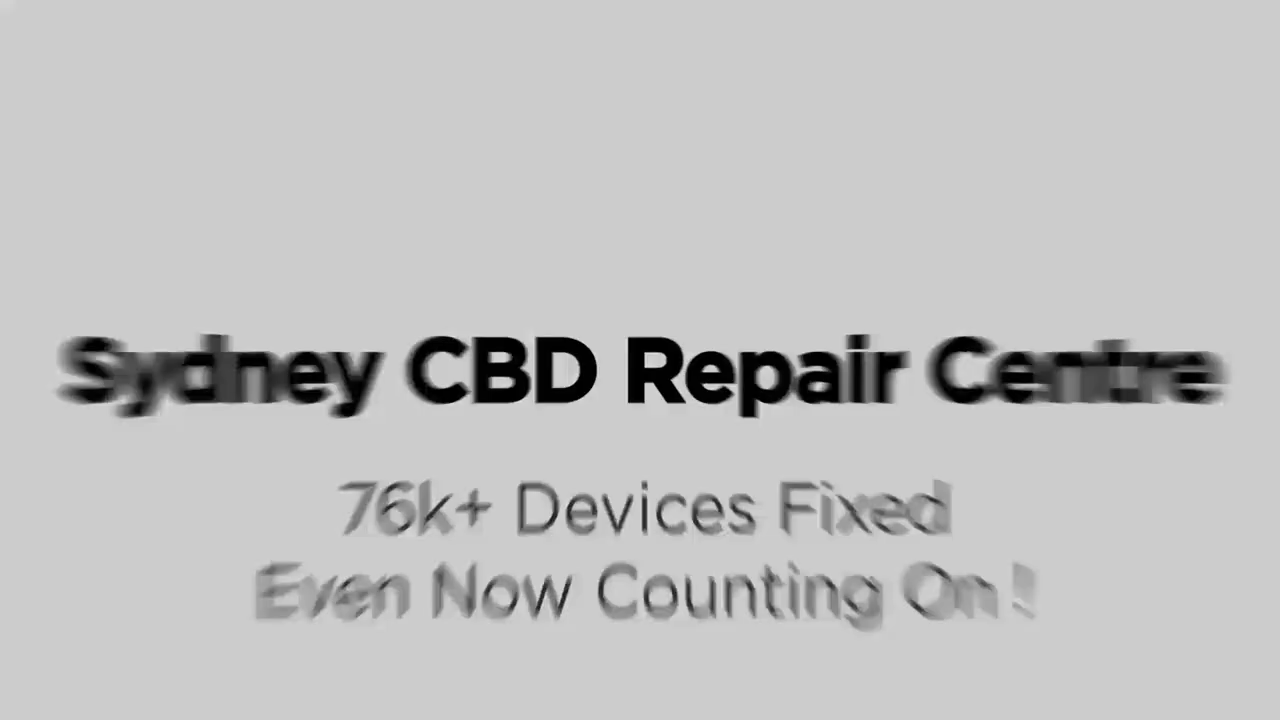 Sydney CBD Repair Centre
76k+ Devices Fixed
Even Now Counting On !